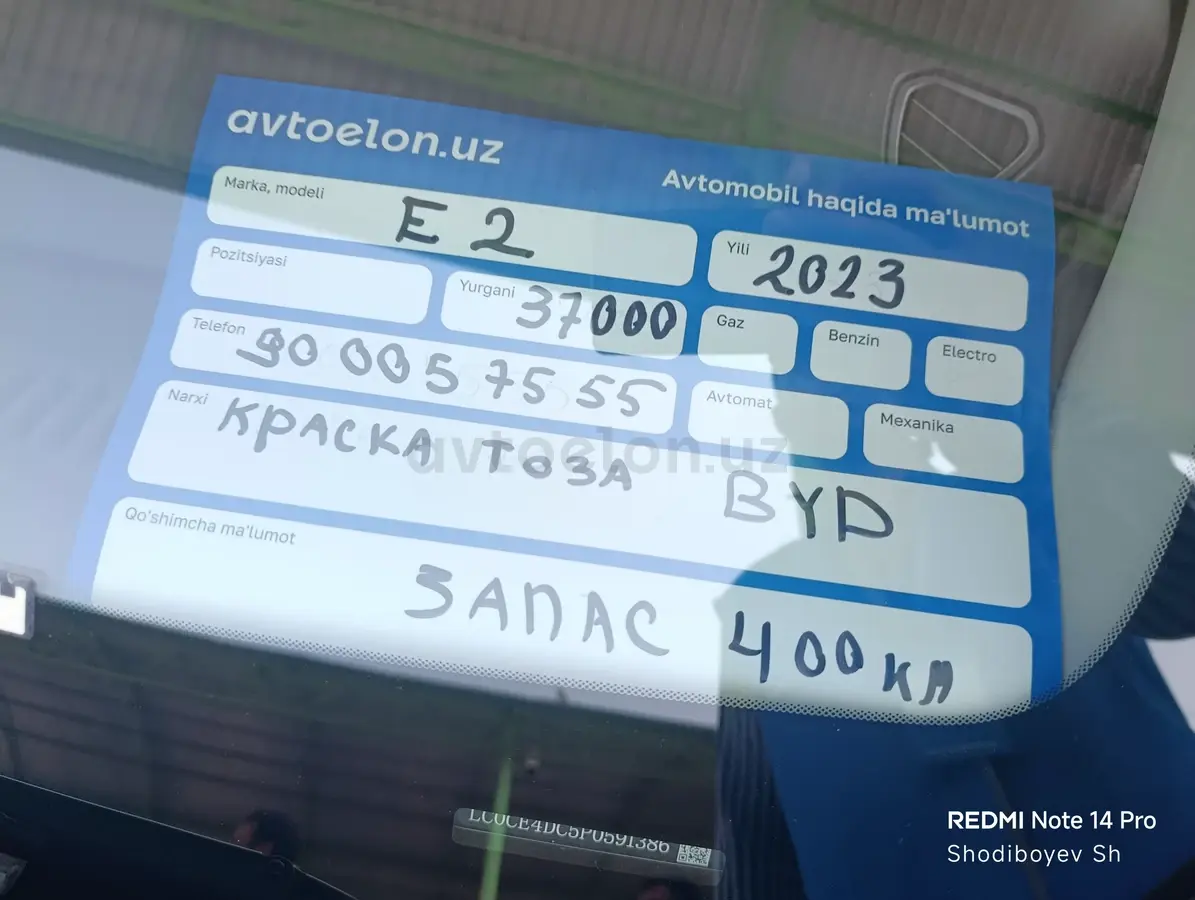 avtoelon.uz
Avtomobil haqida ma'lumot
Marka, modeli E 2
Yili 2023
Pozitsiyasi
Yurgani 37000
Gaz
Benzin
Electro
Telefon 90 005 75 55
Avtomat
Mexanika
Narxi КРАСКА ТОЗА BYD
Qo'shimcha ma'lumot
ЗАПАС 400 КМ
avtoelon.uz
LC0CE4DC5P0591386
REDMI Note 14 Pro
Shodiboyev Sh